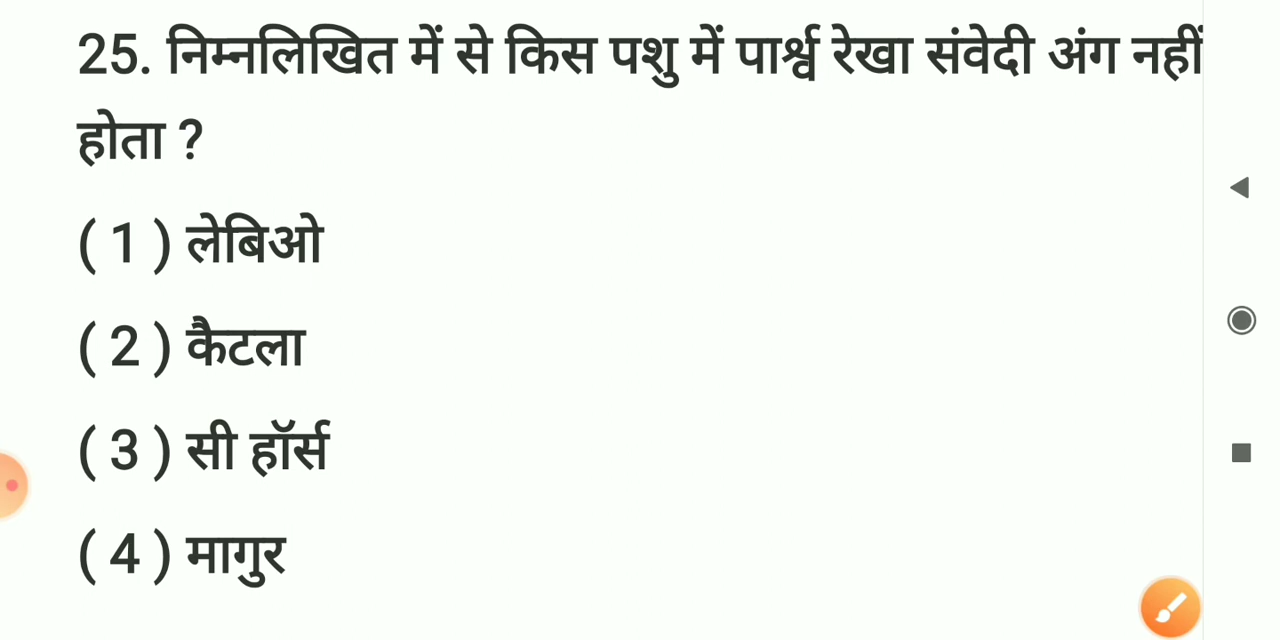 25. निम्नलिखित में से किस पशु में पार्श्व रेखा संवेदी अंग नहीं
होता ?
( 1 ) लेबिओ
( 2 ) कैटला
( 3 ) सी हॉर्स
( 4 ) मागुर